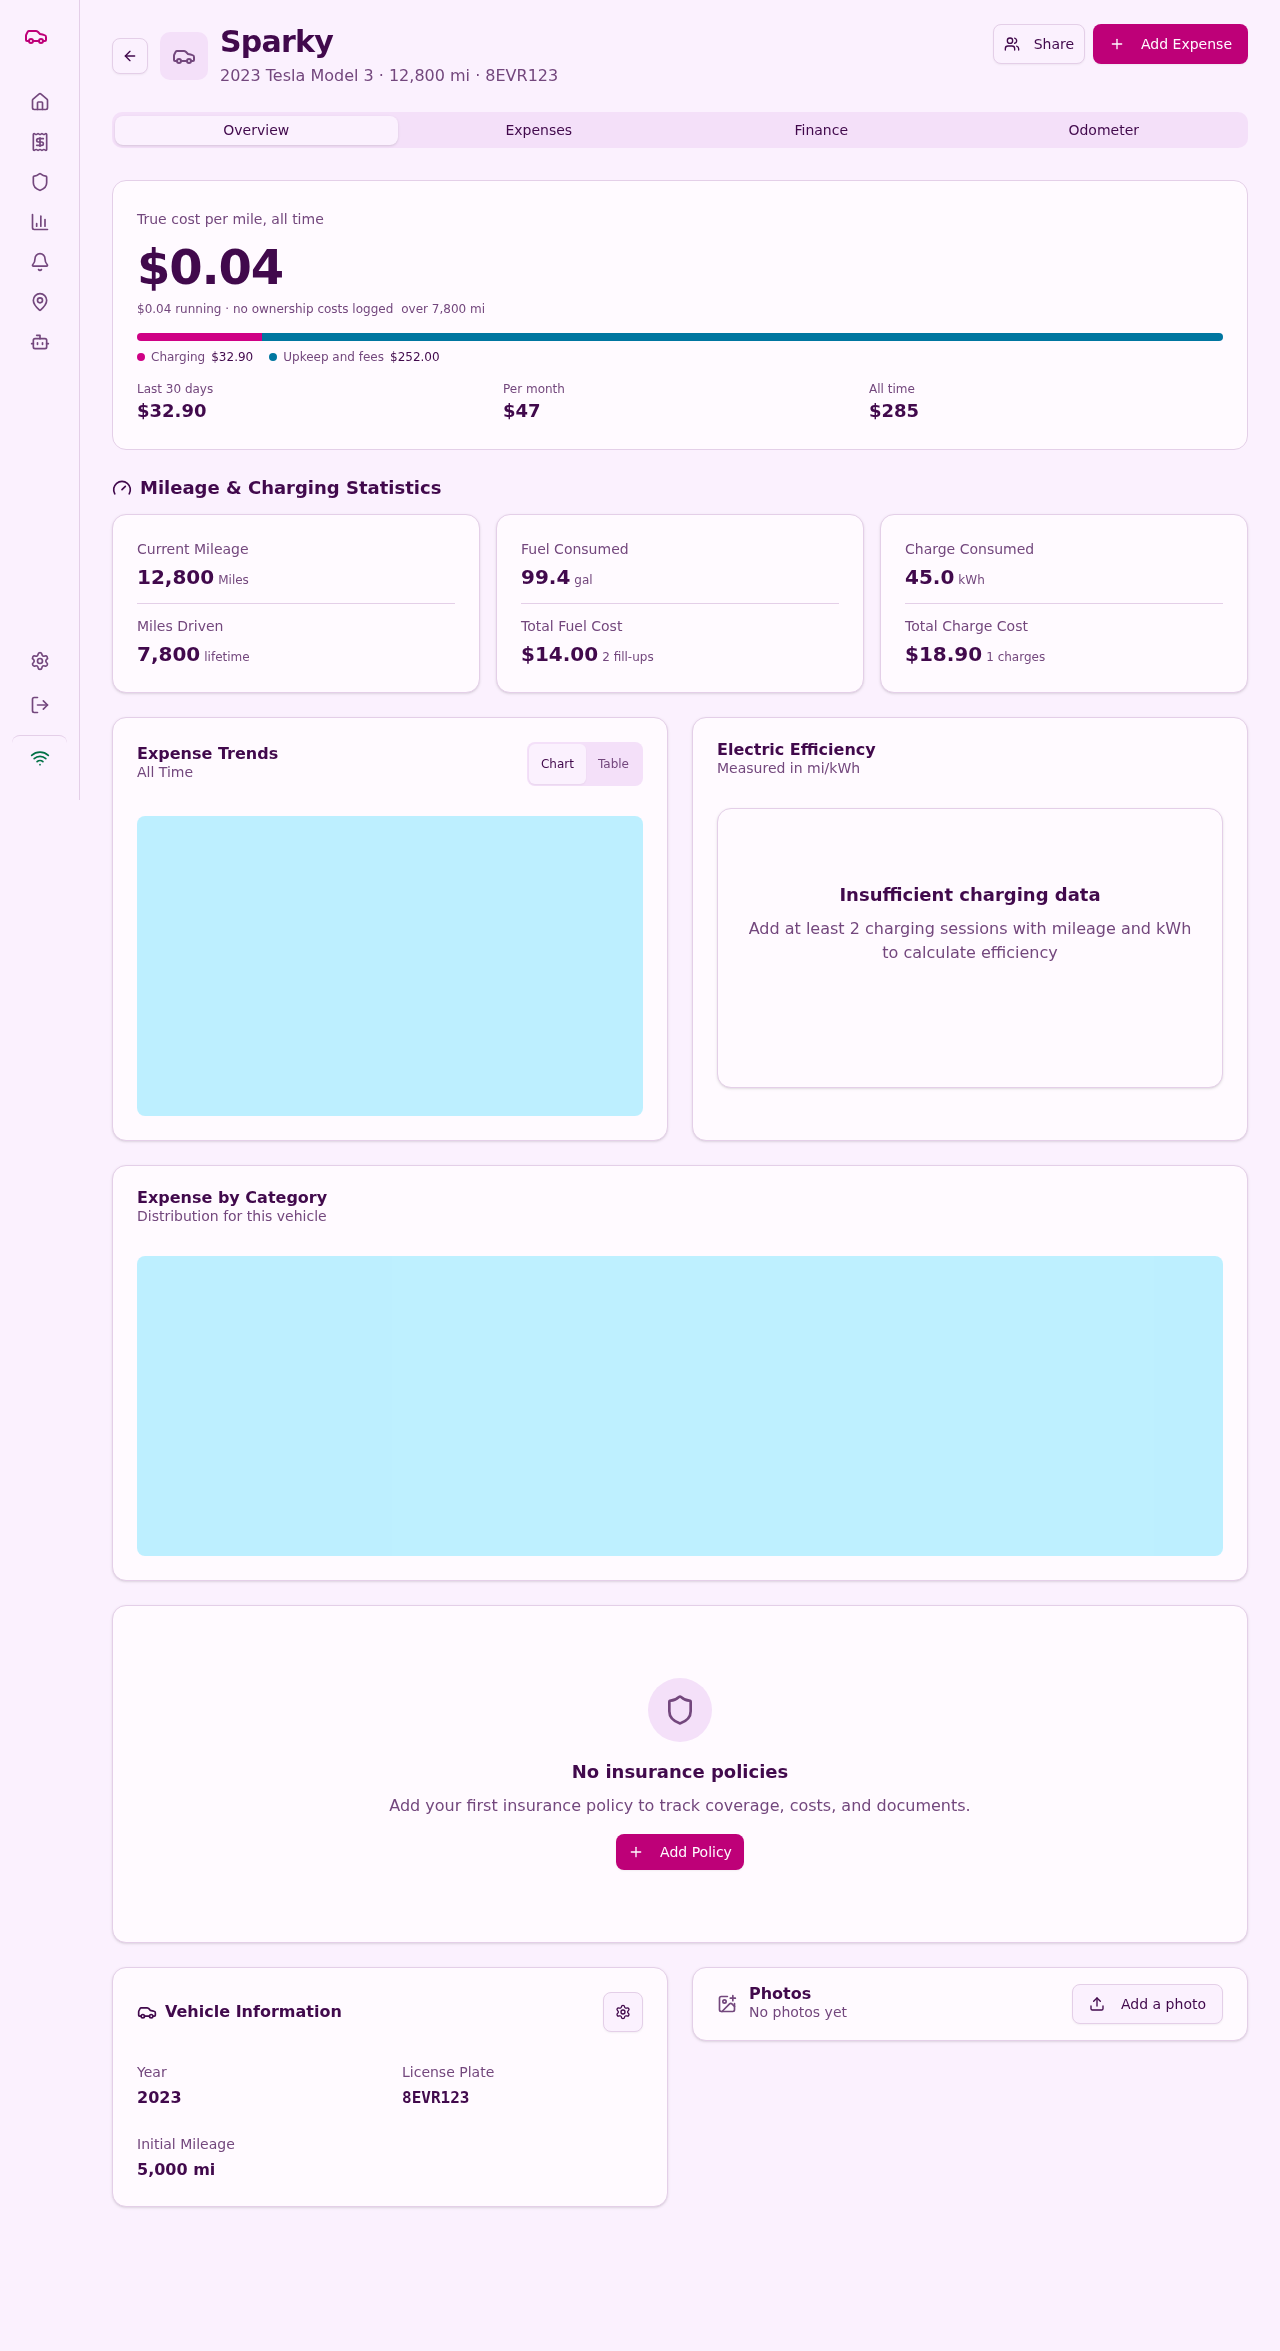 Sparky
2023 Tesla Model 3 · 12,800 mi · 8EVR123
Share
Add Expense
Overview
Expenses
Finance
Odometer
True cost per mile, all time
$0.04
$0.04 running · no ownership costs logged over 7,800 mi
Charging $32.90
Upkeep and fees $252.00
Last 30 days
$32.90
Per month
$47
All time
$285
Mileage & Charging Statistics
Current Mileage
12,800 Miles
Miles Driven
7,800 lifetime
Fuel Consumed
99.4 gal
Total Fuel Cost
$14.00 2 fill-ups
Charge Consumed
45.0 kWh
Total Charge Cost
$18.90 1 charges
Expense Trends
All Time
Chart
Table
Electric Efficiency
Measured in mi/kWh
Insufficient charging data
Add at least 2 charging sessions with mileage and kWh
to calculate efficiency
Expense by Category
Distribution for this vehicle
No insurance policies
Add your first insurance policy to track coverage, costs, and documents.
Add Policy
Vehicle Information
Year
2023
License Plate
8EVR123
Initial Mileage
5,000 mi
Photos
No photos yet
Add a photo